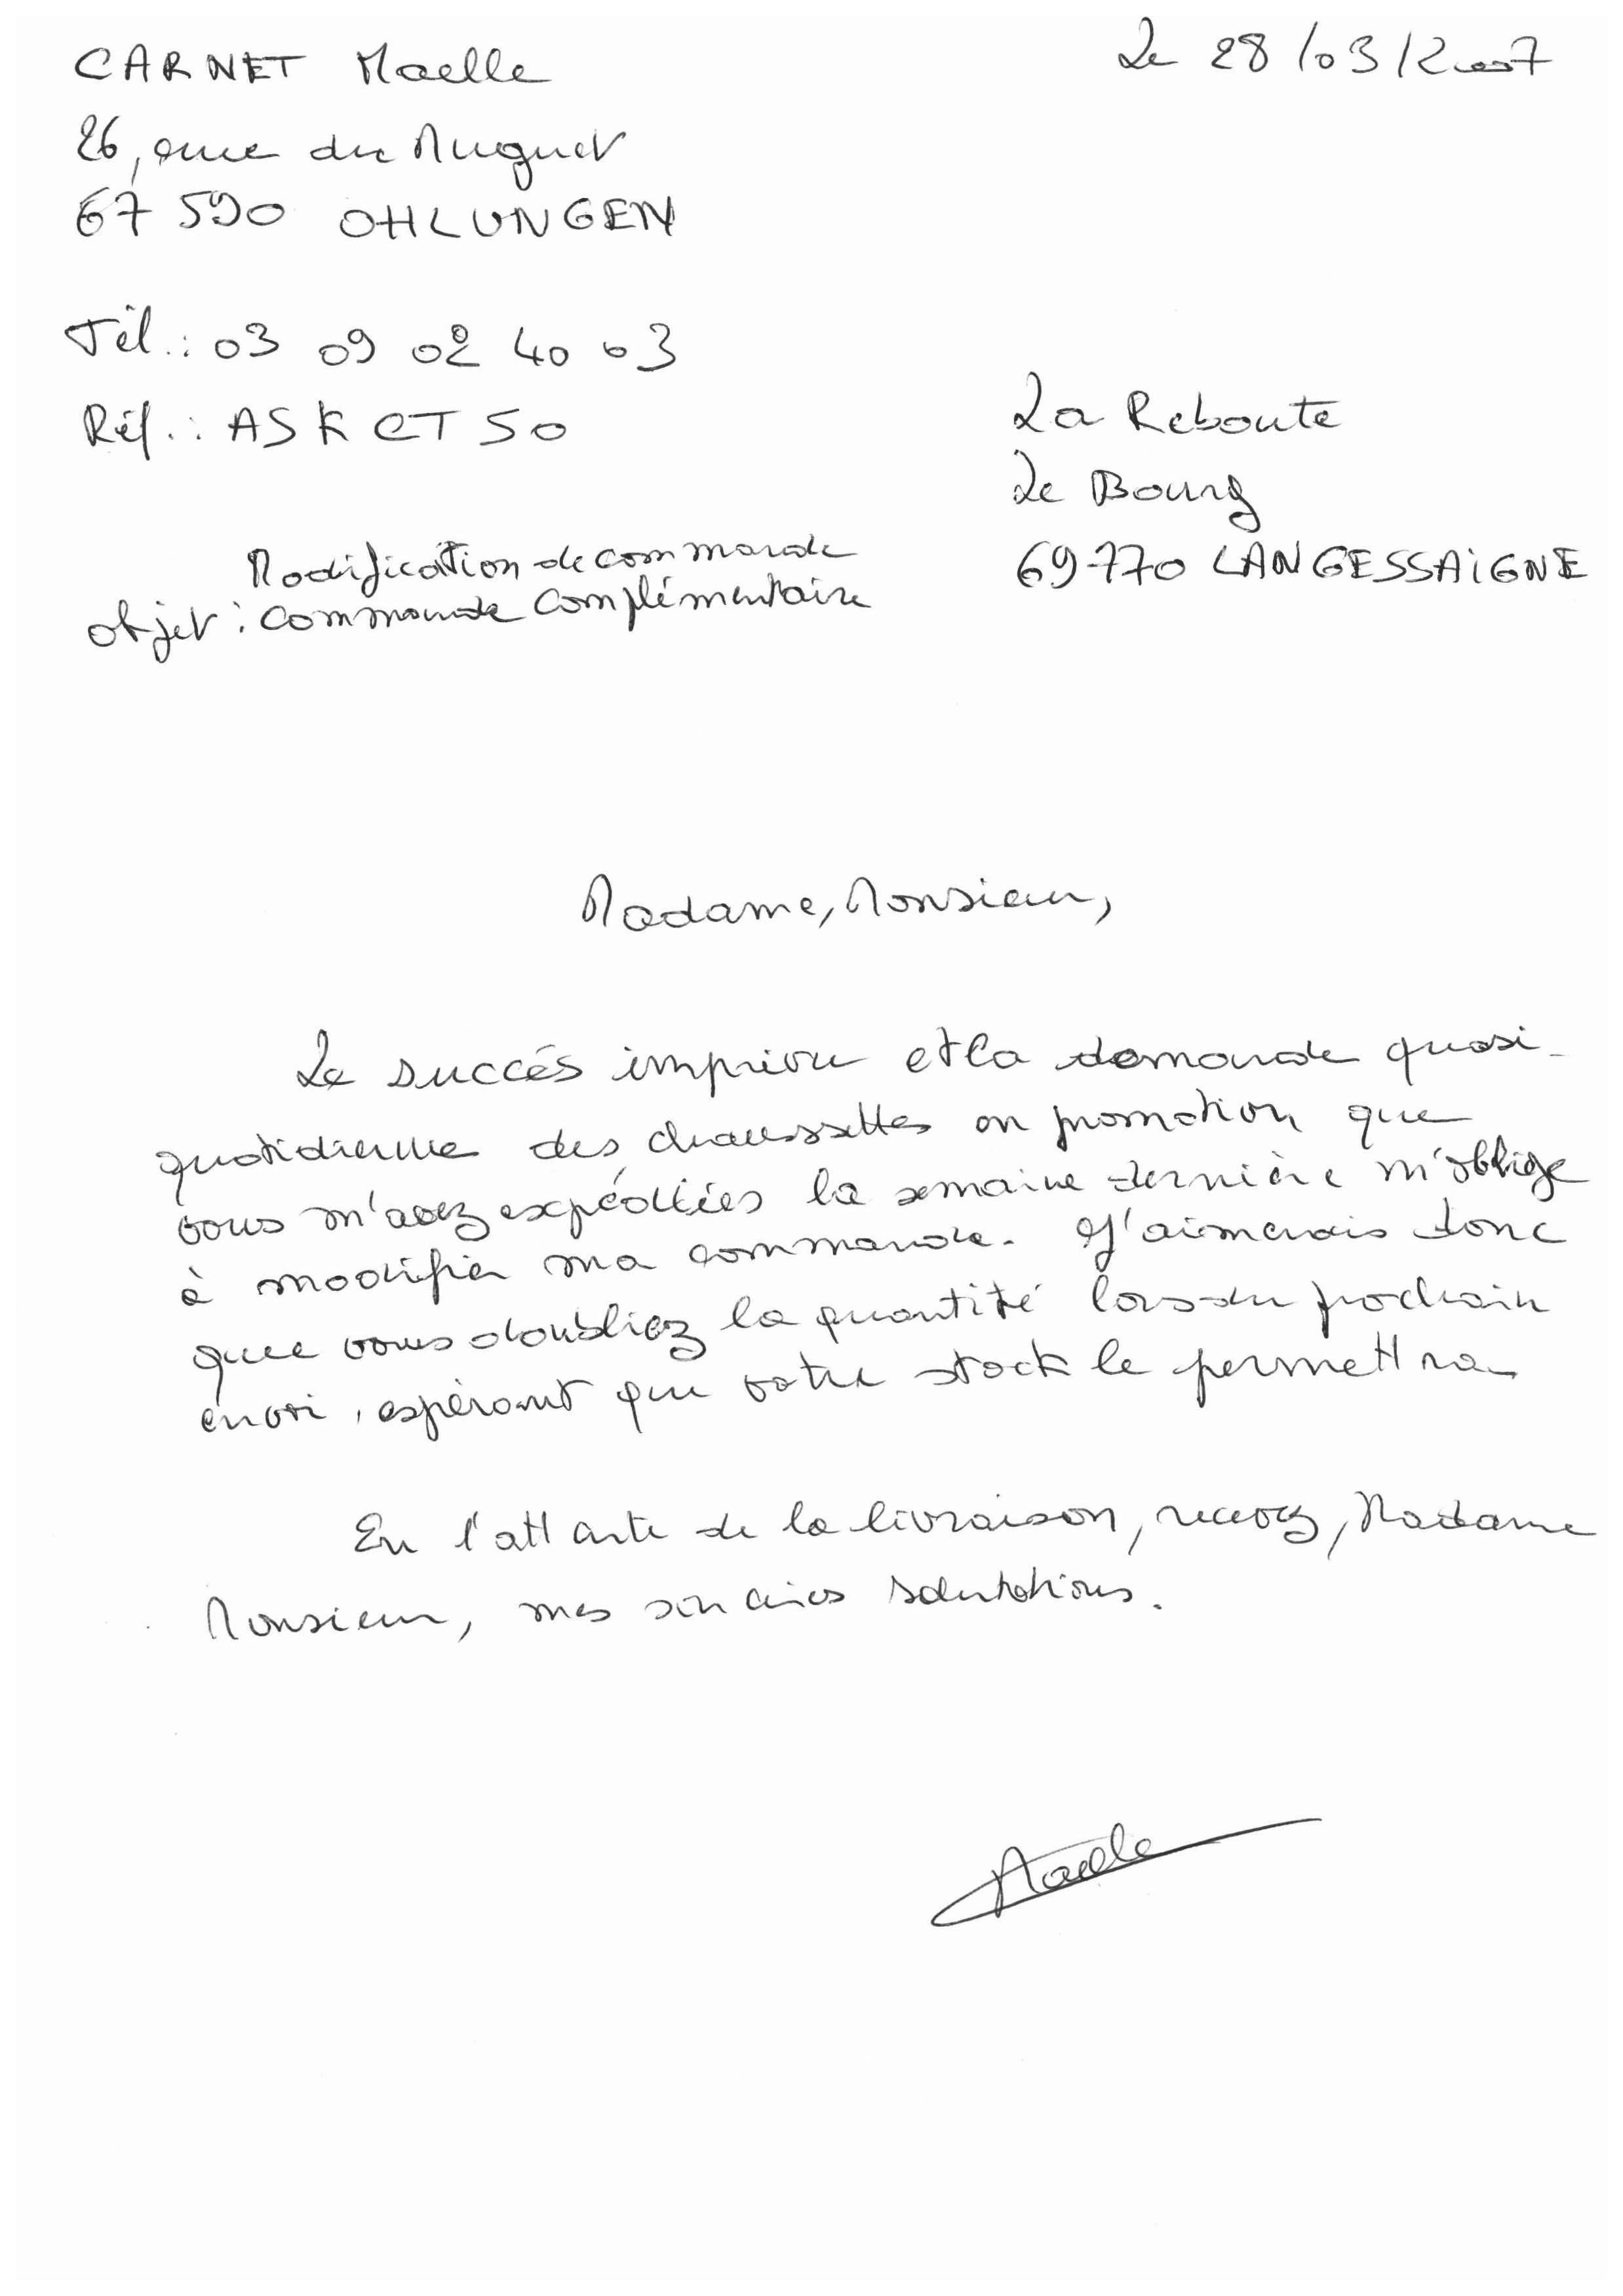 CARNET Maelle
Le 28/03/2007
26, rue du Muguet
67 590 OHLUNGEN
Tél.: 03 09 02 40 03
Réf.: ASKCT50
La Reboute
Le Bourg
69770 LANGESSAIGNE
Modification de commande
objet: commande complémentaire
Madame, Monsieur,
Le succés imprévu et la demande quasi-
quotidienne des chaussettes en promotion que
vous m'avez expédiées la semaine dernière m'oblige
à modifier ma commande. J'aimerais donc
que vous doubliez la quantité lors du prochain
envoi, espérant que votre stock le permettra
En l'attente de la livraison, recevez, Madame
Monsieur, mes sincères salutations.
Maelle